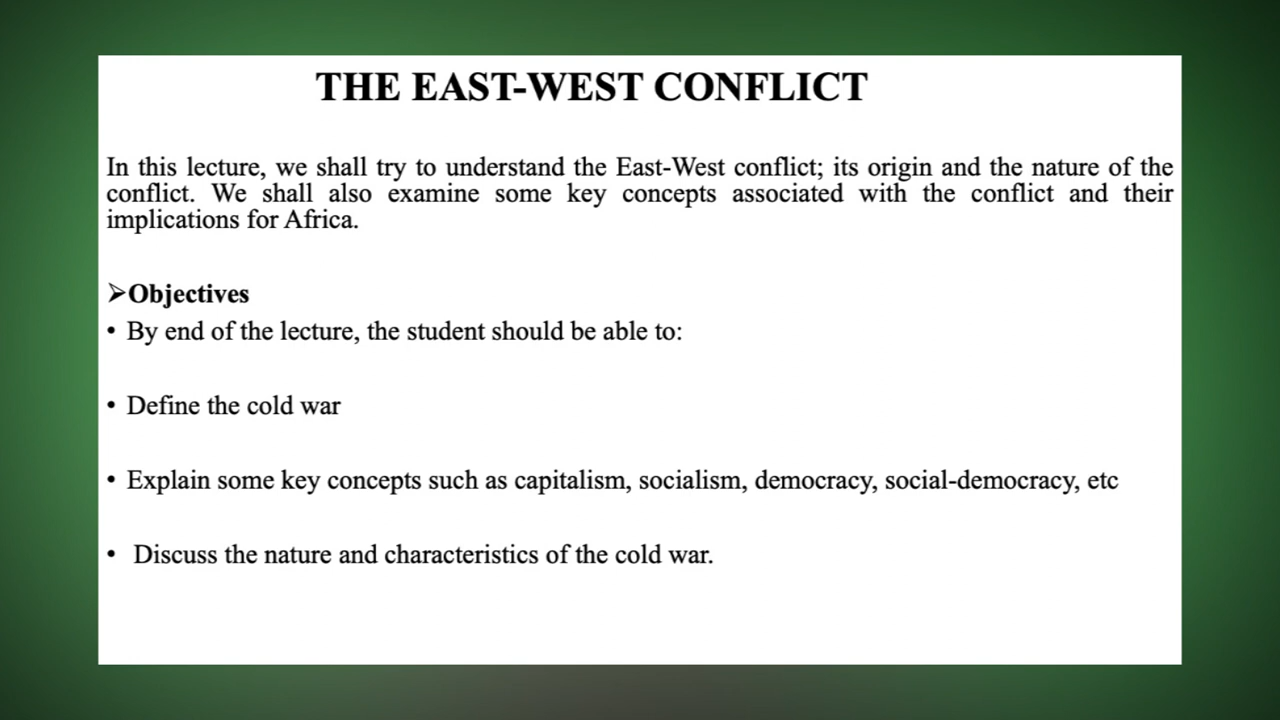 THE EAST-WEST CONFLICT
In this lecture, we shall try to understand the East-West conflict; its origin and the nature of the
conflict. We shall also examine some key concepts associated with the conflict and their
implications for Africa.
➢Objectives
• By end of the lecture, the student should be able to:
• Define the cold war
• Explain some key concepts such as capitalism, socialism, democracy, social-democracy, etc
• Discuss the nature and characteristics of the cold war.